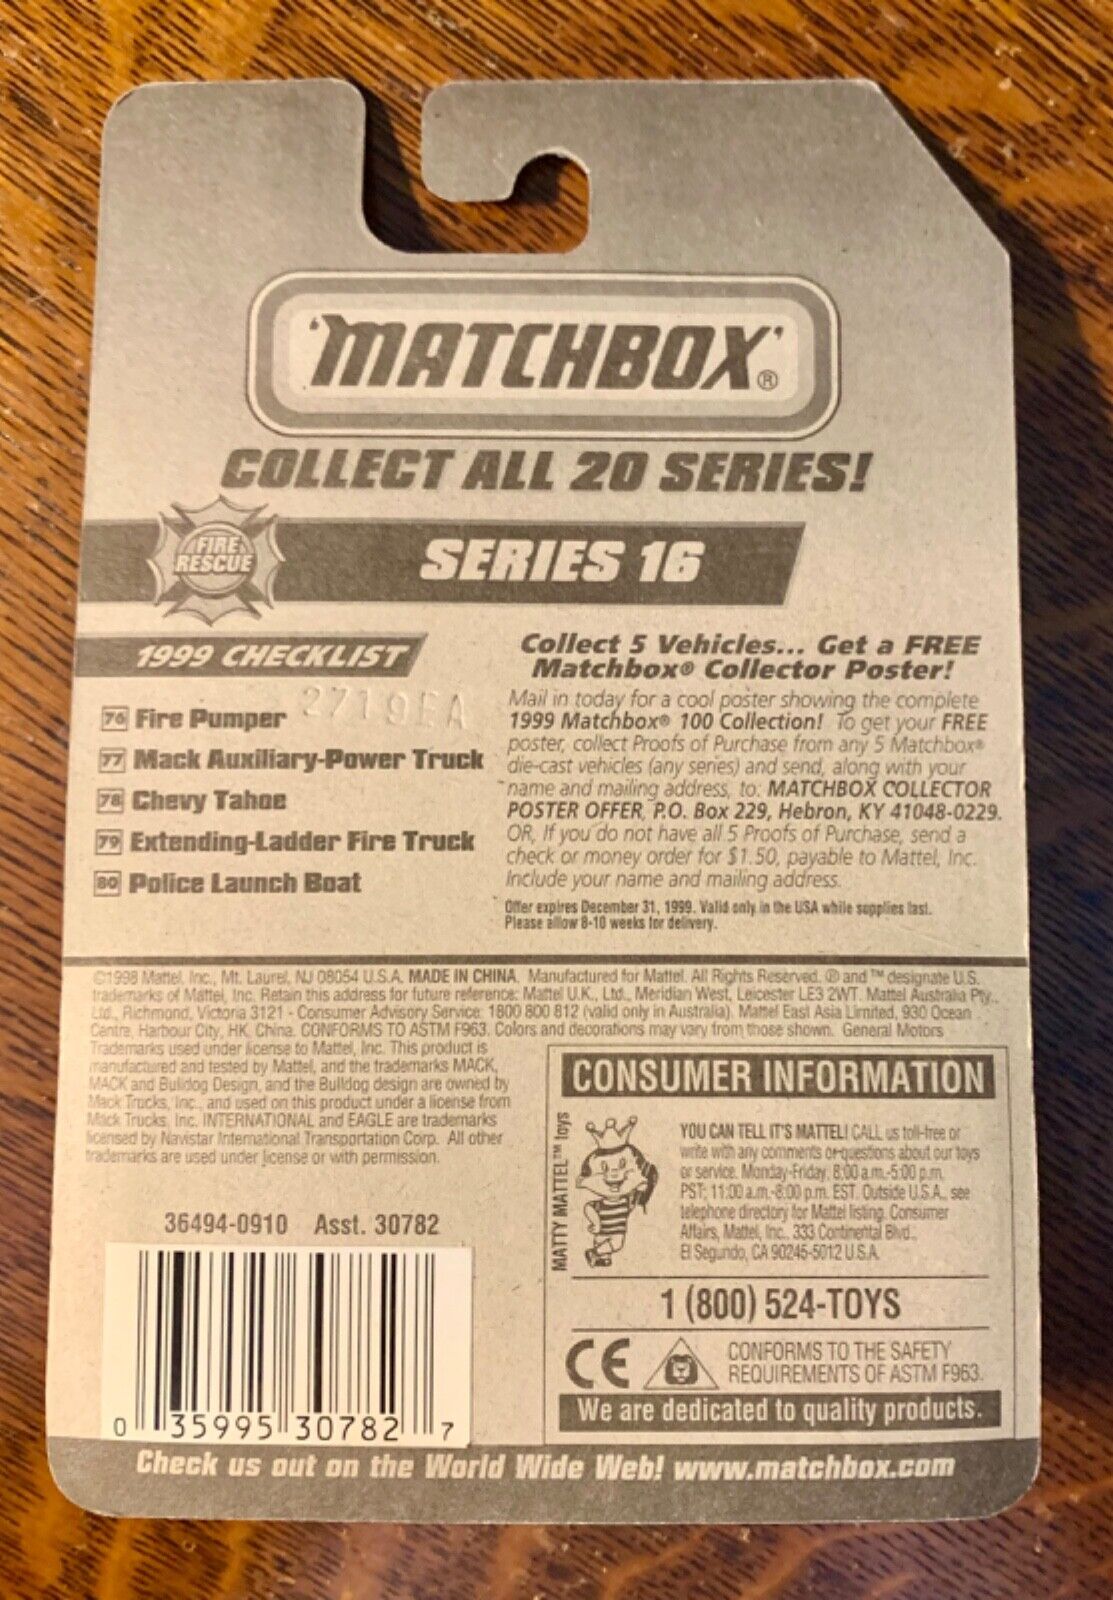 'MATCHBOX'®
COLLECT ALL 20 SERIES!
FIRE
RESCUE
SERIES 16
1999 CHECKLIST
2719EA
76 Fire Pumper
77 Mack Auxiliary-Power Truck
78 Chevy Tahoe
79 Extending-Ladder Fire Truck
80 Police Launch Boat
Collect 5 Vehicles... Get a FREE
Matchbox® Collector Poster!
Mail in today for a cool poster showing the complete
1999 Matchbox® 100 Collection! To get your FREE
poster, collect Proofs of Purchase from any 5 Matchbox®
die-cast vehicles (any series) and send, along with your
name and mailing address, to: MATCHBOX COLLECTOR
POSTER OFFER, P.O. Box 229, Hebron, KY 41048-0229.
OR, If you do not have all 5 Proofs of Purchase, send a
check or money order for $1.50, payable to Mattel, Inc.
Include your name and mailing address.
Offer expires December 31, 1999. Valid only in the USA while supplies last.
Please allow 8-10 weeks for delivery.
©1998 Mattel, Inc., Mt. Laurel, NJ 08054 U.S.A. MADE IN CHINA. Manufactured for Mattel. All Rights Reserved. ® and ™ designate U.S.
trademarks of Mattel, Inc. Retain this address for future reference: Mattel U.K., Ltd., Meridian West, Leicester LE3 2WT. Mattel Australia Pty.,
Ltd., Richmond, Victoria 3121 - Consumer Advisory Service: 1800 800 812 (valid only in Australia). Mattel East Asia Limited, 930 Ocean
Centre, Harbour City, HK, China. CONFORMS TO ASTM F963. Colors and decorations may vary from those shown. General Motors
Trademarks used under license to Mattel, Inc. This product is
manufactured and tested by Mattel, and the trademarks MACK,
MACK and Bulldog Design, and the Bulldog design are owned by
Mack Trucks, Inc., and used on this product under a license from
Mack Trucks, Inc. INTERNATIONAL and EAGLE are trademarks
licensed by Navistar International Transportation Corp. All other
trademarks are used under license or with permission.
36494-0910 Asst. 30782
0 35995 30782 7
CONSUMER INFORMATION
MATTY MATTEL™ toys
YOU CAN TELL IT'S MATTEL! CALL us toll-free or
write with any comments or questions about our toys
or service. Monday-Friday, 8:00 a.m.-5:00 p.m.
PST; 11:00 a.m.-8:00 p.m. EST. Outside U.S.A., see
telephone directory for Mattel listing. Consumer
Affairs, Mattel, Inc., 333 Continental Blvd.,
El Segundo, CA 90245-5012 U.S.A.
1 (800) 524-TOYS
CE
CONFORMS TO THE SAFETY
REQUIREMENTS OF ASTM F963.
We are dedicated to quality products.
Check us out on the World Wide Web! www.matchbox.com